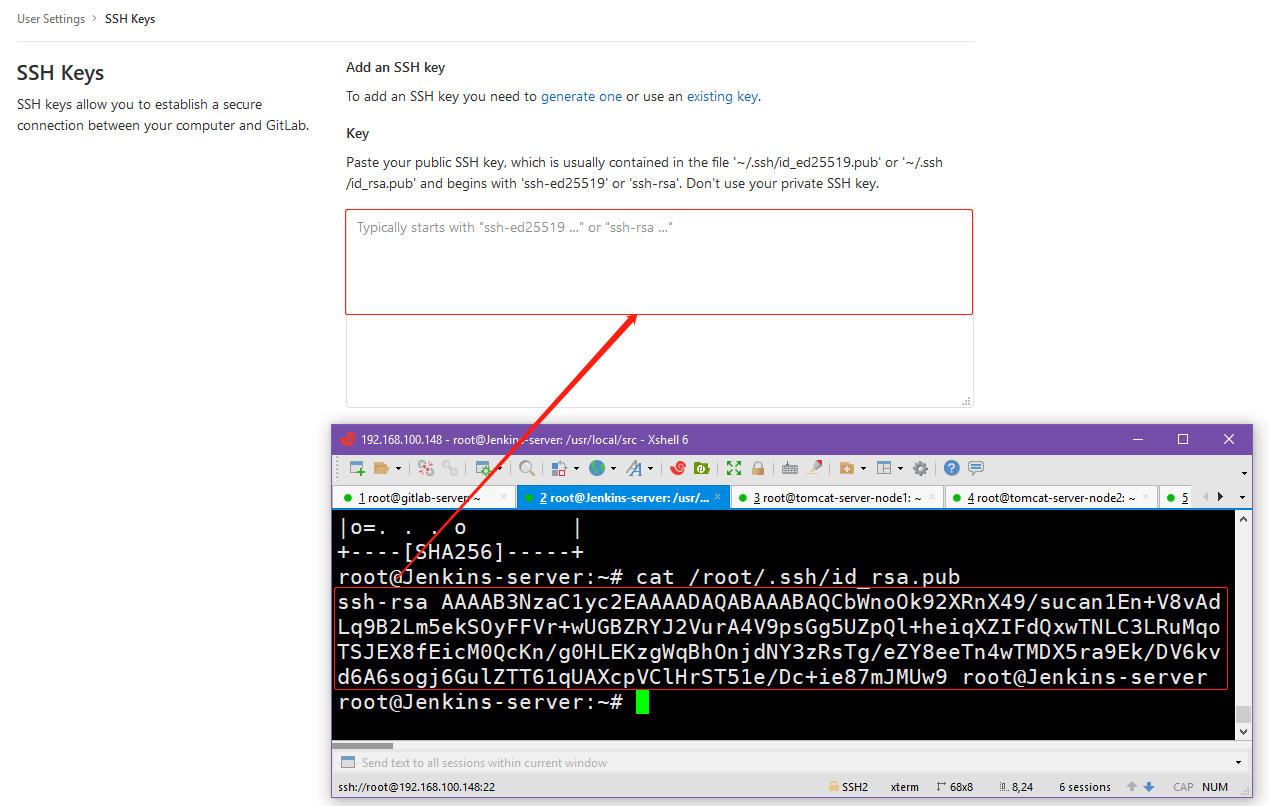 User Settings › SSH Keys
SSH Keys
SSH keys allow you to establish a secure
connection between your computer and GitLab.
Add an SSH key
To add an SSH key you need to generate one or use an existing key.
Key
Paste your public SSH key, which is usually contained in the file '~/.ssh/id_ed25519.pub' or '~/.ssh
/id_rsa.pub' and begins with 'ssh-ed25519' or 'ssh-rsa'. Don't use your private SSH key.
Typically starts with "ssh-ed25519 ..." or "ssh-rsa ..."
192.168.100.148 - root@Jenkins-server: /usr/local/src - Xshell 6
1 root@gitlab-server: ~
2 root@Jenkins-server: /usr/...
3 root@tomcat-server-node1: ~
4 root@tomcat-server-node2: ~
5
|o=. . . o        |
+----[SHA256]-----+
root@Jenkins-server:~# cat /root/.ssh/id_rsa.pub
ssh-rsa AAAAB3NzaC1yc2EAAAADAQABAAABAQCbWnoOk92XRnX49/sucan1En+V8vAd
Lq9B2Lm5ekSOyFFVr+wUGBZRYJ2VurA4V9psGg5UZpQl+heiqXZIFdQxwTNLC3LRuMqo
TSJEX8fEicM0QcKn/g0HLEKzgWqBhOnjdNY3zRsTg/eZY8eeTn4wTMDX5ra9Ek/DV6kv
d6A6sogj6GulZTT61qUAXcpVClHrST51e/Dc+ie87mJMUw9 root@Jenkins-server
root@Jenkins-server:~#
Send text to all sessions within current window
ssh://root@192.168.100.148:22
SSH2
xterm
68x8
8,24
6 sessions
CAP
NUM